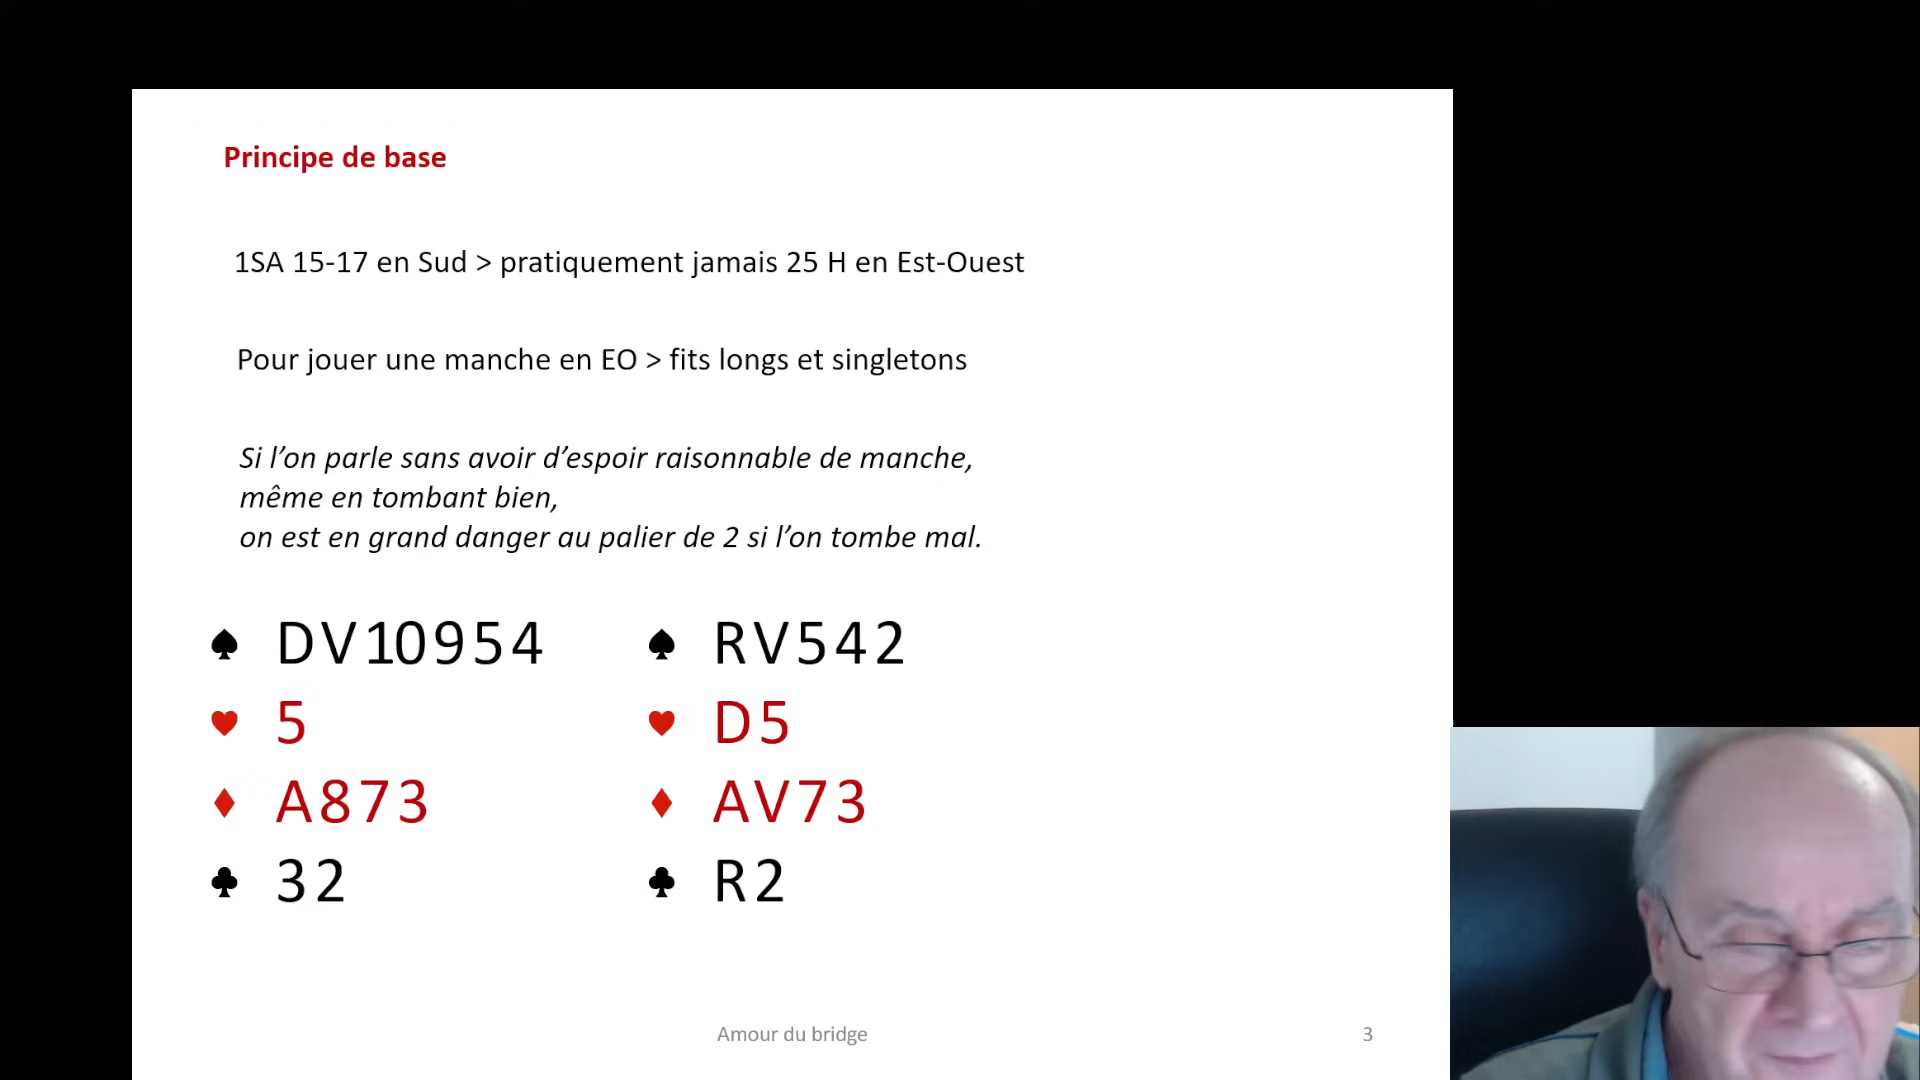 Principe de base
1SA 15-17 en Sud > pratiquement jamais 25 H en Est-Ouest
Pour jouer une manche en EO > fits longs et singletons
Si l’on parle sans avoir d’espoir raisonnable de manche,
même en tombant bien,
on est en grand danger au palier de 2 si l’on tombe mal.
♠ DV10954
♥ 5
♦ A873
♣ 32
♠ RV542
♥ D5
♦ AV73
♣ R2
Amour du bridge
3